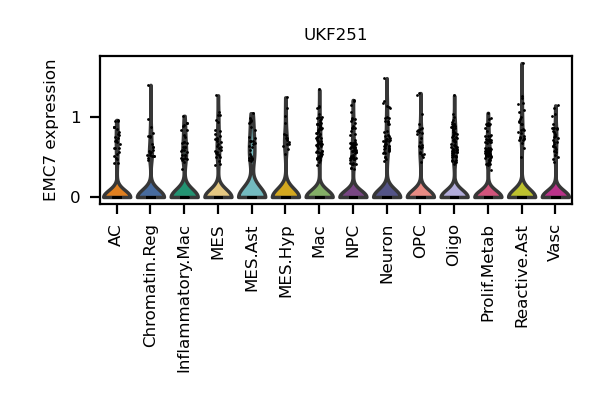 UKF251
EMC7 expression
1
0
AC
Chromatin.Reg
Inflammatory.Mac
MES
MES.Ast
MES.Hyp
Mac
NPC
Neuron
OPC
Oligo
Prolif.Metab
Reactive.Ast
Vasc